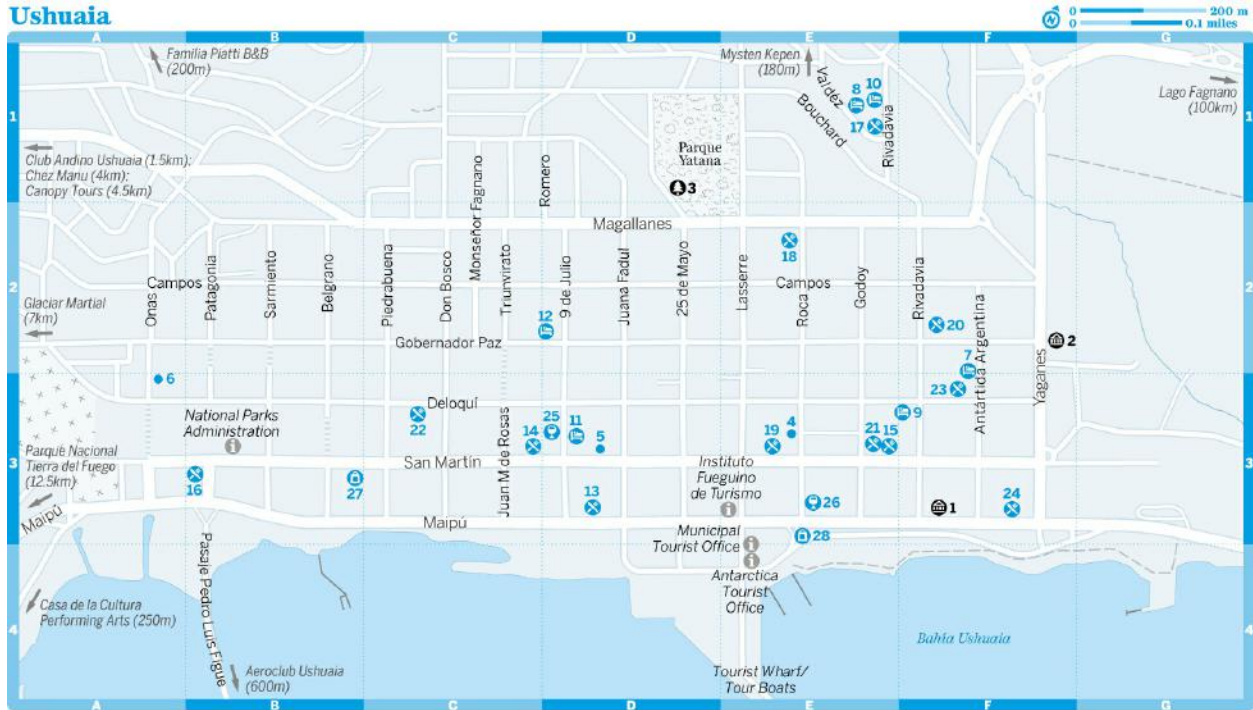 Ushuaia
0 200 m
0 0.1 miles
A B C D E F G
1
1
2
2
3
3
4
4
Familia Piatti B&B
(200m)
Mysten Kepen
(180m)
Lago Fagnano
(100km)
Club Andino Ushuaia (1.5km);
Chez Manu (4km);
Canopy Tours (4.5km)
Valdéz
Bouchard
Rivadavia
8
10
17
Parque
Yatana
3
Monseñor Fagnano
Romero
Magallanes
18
Onas
Campos
Patagonia
Sarmiento
Belgrano
Piedrabuena
Don Bosco
Triunvirato
9 de Julio
Juana Fadul
25 de Mayo
Lasserre
Campos
Roca
Godoy
Rivadavia
Antártida Argentina
Yaganes
Glaciar Martial
(7km)
12
Gobernador Paz
20
2
7
23
6
Deloquí
National Parks
Administration
22
Juan M de Rosas
25
14
11
5
4
19
21
15
9
Parque Nacional
Tierra del Fuego
(12.5km)
San Martín
Instituto
Fueguino
de Turismo
16
27
13
26
1
24
Maipú
Maipú
Municipal
Tourist Office
28
Antarctica
Tourist
Office
Pasaje Pedro Luis Figue
Casa de la Cultura
Performing Arts (250m)
Bahía Ushuaia
Aeroclub Ushuaia
(600m)
Tourist Wharf/
Tour Boats
A B C D E F G